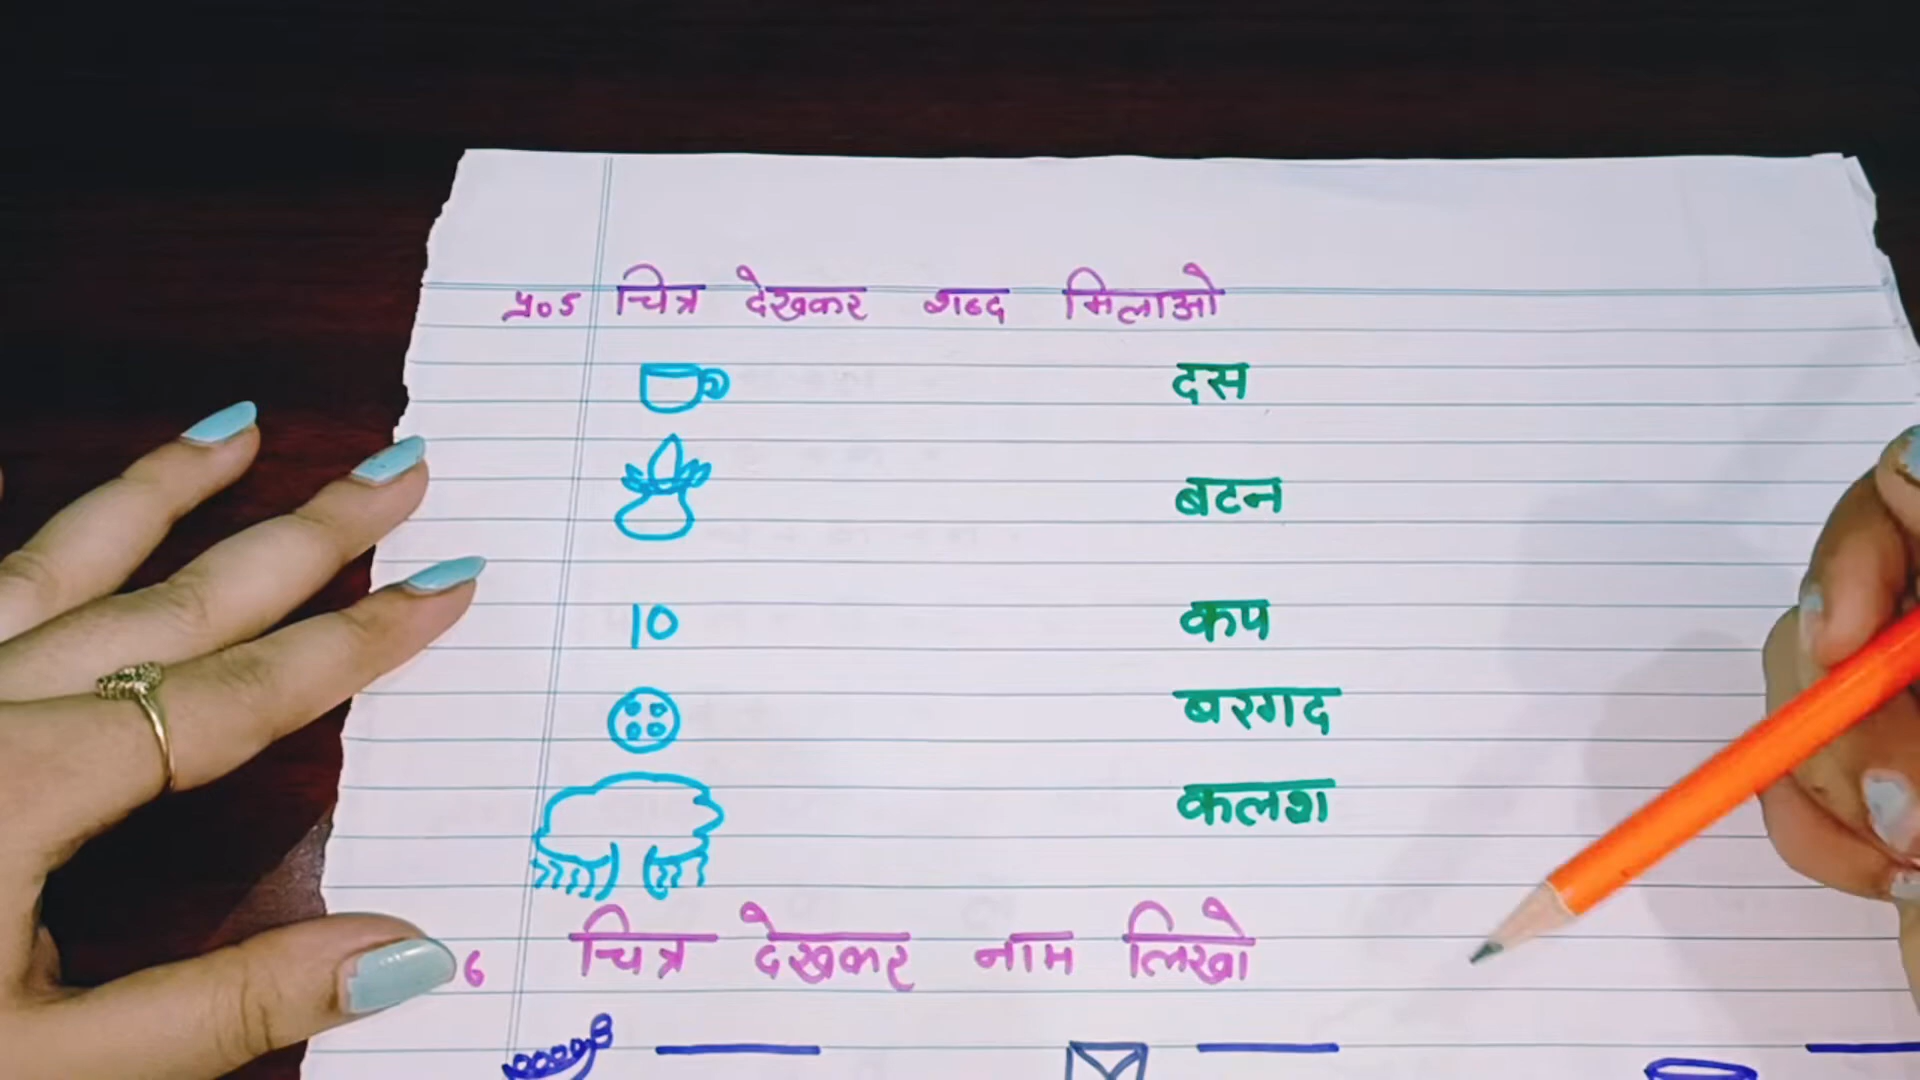 प्र०5 चित्र देखकर शब्द मिलाओ
दस
बटन
10 कप
बरगद
कलश
6 चित्र देखकर नाम लिखो